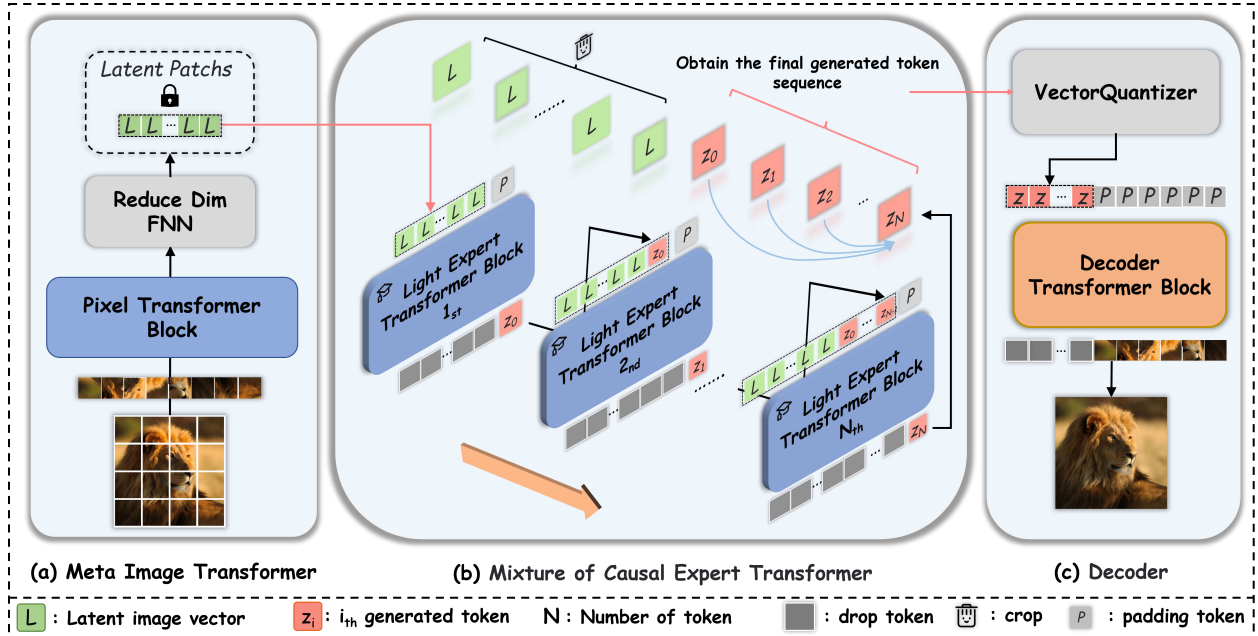 Latent Patchs
L L ... L L
Reduce Dim
FNN
Pixel Transformer
Block
(a) Meta Image Transformer
L
L
......
L
L
Obtain the final generated token
sequence
z0
z1
z2
...
zN
L L ... L L P
Light Expert
Transformer Block
1st
... z0
L L ... L L z0 P
Light Expert
Transformer Block
2nd
... z1
......
L L ... L L z0 ... zN- P
Light Expert
Transformer Block
Nth
... zN
(b) Mixture of Causal Expert Transformer
VectorQuantizer
z z ... z P P P P P P
Decoder
Transformer Block
...
(c) Decoder
L : Latent image vector
zi : ith generated token
N : Number of token
: drop token
: crop
P : padding token